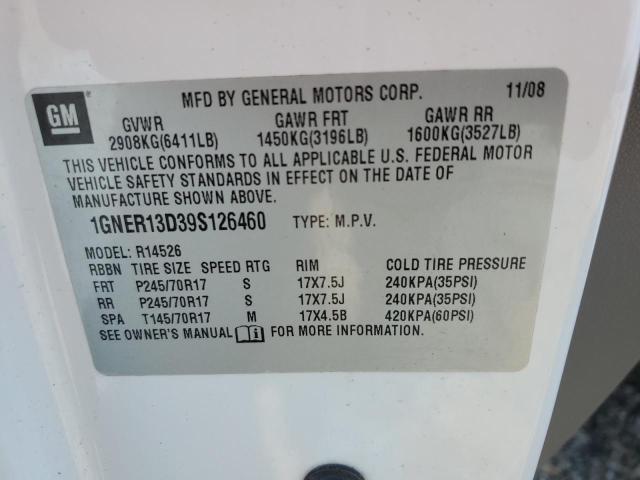 GM
MFD BY GENERAL MOTORS CORP. 11/08
GVWR GAWR FRT GAWR RR
2908KG(6411LB) 1450KG(3196LB) 1600KG(3527LB)
THIS VEHICLE CONFORMS TO ALL APPLICABLE U.S. FEDERAL MOTOR
VEHICLE SAFETY STANDARDS IN EFFECT ON THE DATE OF
MANUFACTURE SHOWN ABOVE.
1GNER13D39S126460 TYPE: M.P.V.
MODEL: R14526
RBBN TIRE SIZE SPEED RTG RIM COLD TIRE PRESSURE
FRT P245/70R17 S 17X7.5J 240KPA(35PSI)
RR P245/70R17 S 17X7.5J 240KPA(35PSI)
SPA T145/70R17 M 17X4.5B 420KPA(60PSI)
SEE OWNER'S MANUAL FOR MORE INFORMATION.